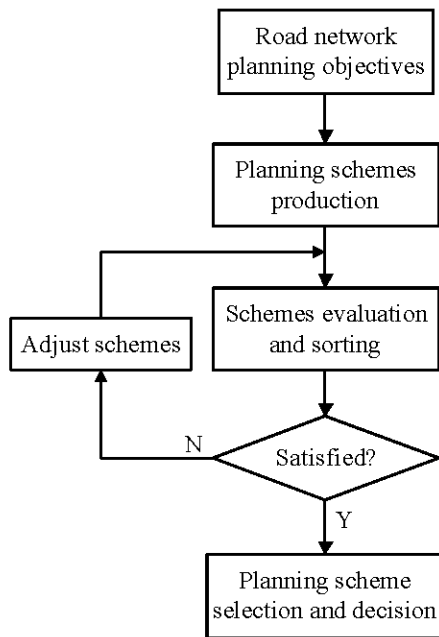 Road network
planning objectives
Planning schemes
production
Schemes evaluation
and sorting
Adjust schemes
N
Satisfied?
Y
Planning scheme
selection and decision